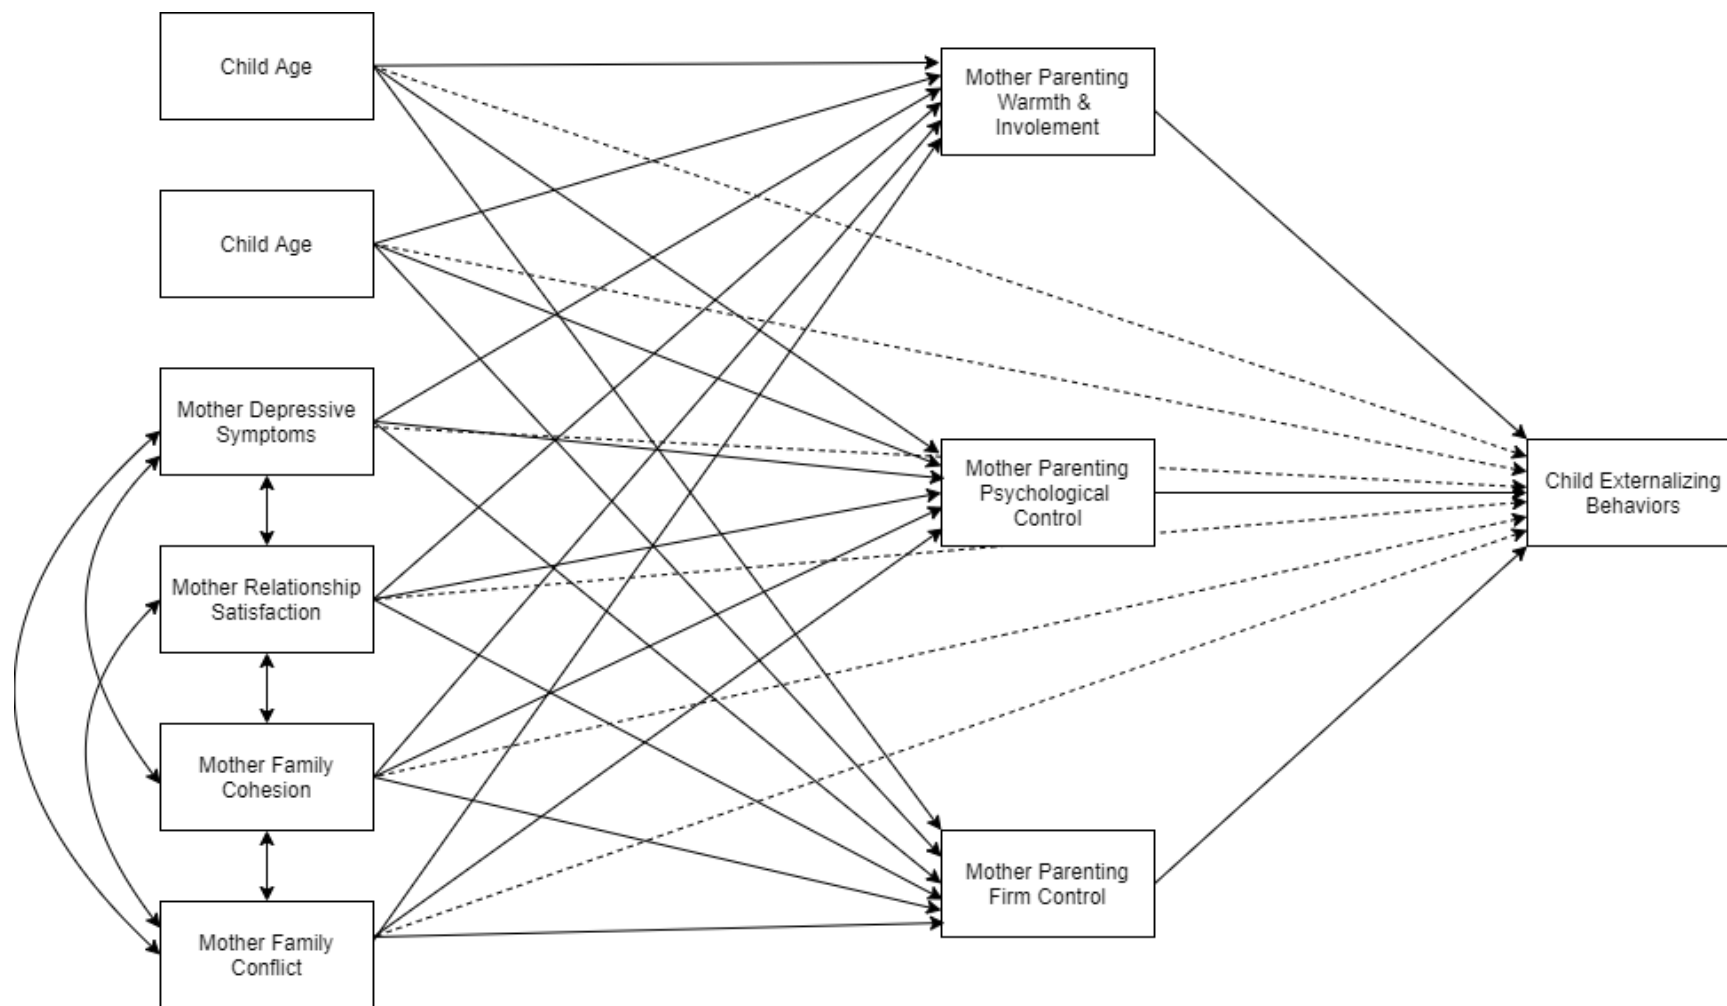 Child Age
Child Age
Mother Depressive
Symptoms
Mother Relationship
Satisfaction
Mother Family
Cohesion
Mother Family
Conflict
Mother Parenting
Warmth &
Involement
Mother Parenting
Psychological
Control
Mother Parenting
Firm Control
Child Externalizing
Behaviors